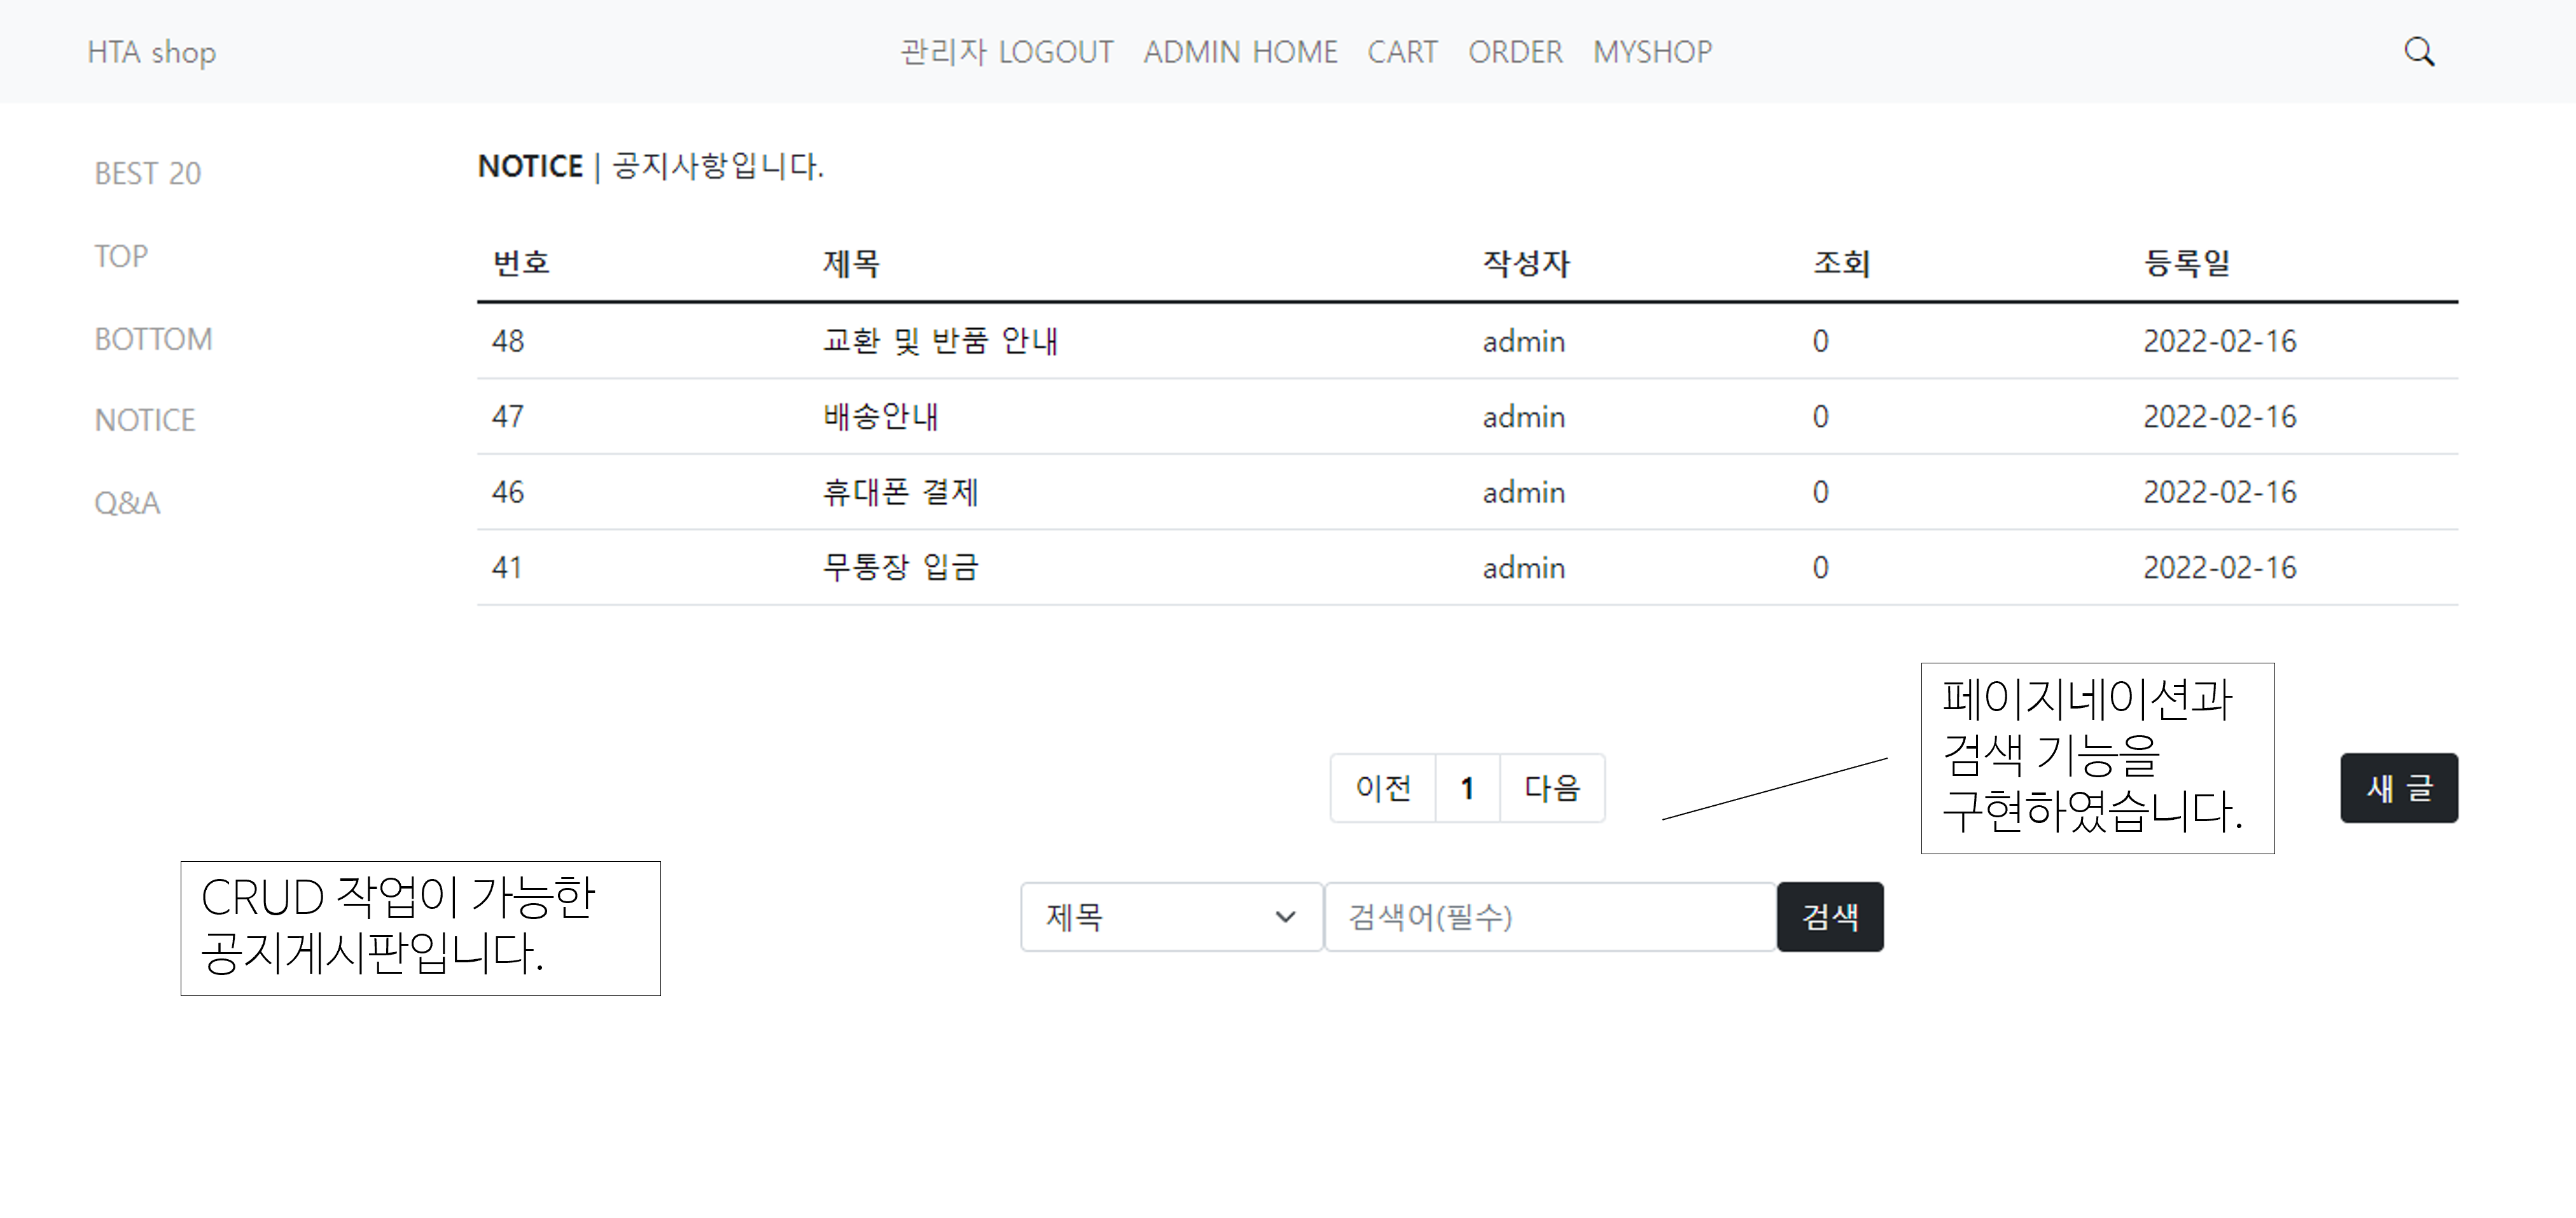 HTA shop 관리자 LOGOUT ADMIN HOME CART ORDER MYSHOP
BEST 20
TOP
BOTTOM
NOTICE
Q&A
NOTICE | 공지사항입니다.
번호 제목 작성자 조회 등록일
48 교환 및 반품 안내 admin 0 2022-02-16
47 배송안내 admin 0 2022-02-16
46 휴대폰 결제 admin 0 2022-02-16
41 무통장 입금 admin 0 2022-02-16
페이지네이션과
검색 기능을
구현하였습니다.
이전 1 다음
새 글
CRUD 작업이 가능한
공지게시판입니다.
제목 검색어(필수) 검색